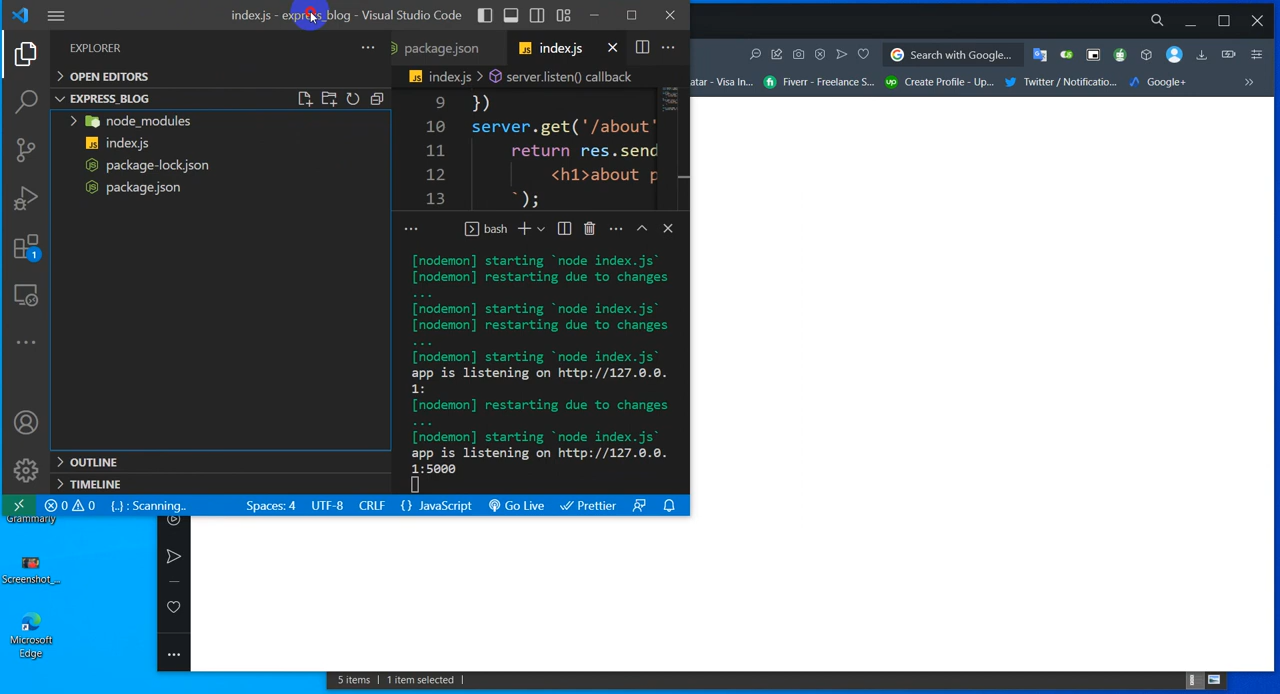 index.js - express_blog - Visual Studio Code
EXPLORER
package.json
index.js
OPEN EDITORS
index.js > server.listen() callback
EXPRESS_BLOG
node_modules
index.js
package-lock.json
package.json
9 })
10 server.get('/about'
11 return res.send
12 <h1>about p
13 `);
bash
[nodemon] starting `node index.js`
[nodemon] restarting due to changes
...
[nodemon] starting `node index.js`
[nodemon] restarting due to changes
...
[nodemon] starting `node index.js`
app is listening on http://127.0.0.
1:
[nodemon] restarting due to changes
...
[nodemon] starting `node index.js`
app is listening on http://127.0.0.
1:5000
1
OUTLINE
TIMELINE
0 0 {..} : Scanning..
Spaces: 4 UTF-8 CRLF {} JavaScript Go Live Prettier
Search with Google...
atar - Visa In...
Fiverr - Freelance S...
Create Profile - Up...
Twitter / Notificatio...
Google+
Grammarly
Screenshot_...
Microsoft
Edge
5 items 1 item selected